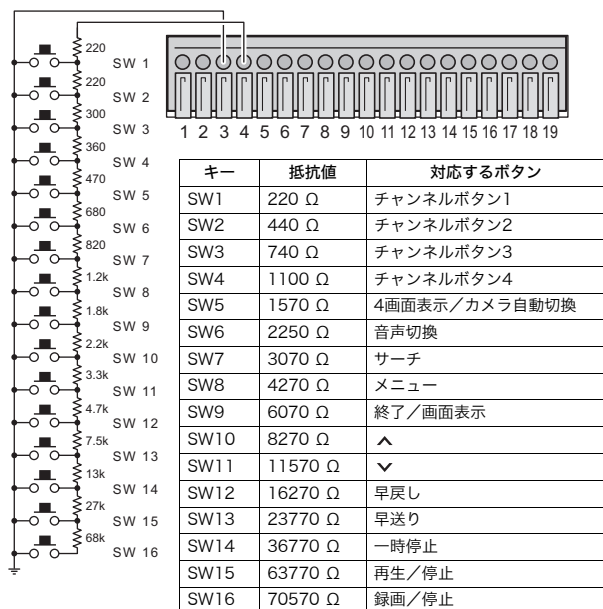 220
SW 1
220
SW 2
300
SW 3
360
SW 4
470
SW 5
680
SW 6
820
SW 7
1.2k
SW 8
1.8k
SW 9
2.2k
SW 10
3.3k
SW 11
4.7k
SW 12
7.5k
SW 13
13k
SW 14
27k
SW 15
68k
SW 16
1 2 3 4 5 6 7 8 9 10 11 12 13 14 15 16 17 18 19
キー 抵抗値 対応するボタン
SW1 220 Ω チャンネルボタン1
SW2 440 Ω チャンネルボタン2
SW3 740 Ω チャンネルボタン3
SW4 1100 Ω チャンネルボタン4
SW5 1570 Ω 4画面表示／カメラ自動切換
SW6 2250 Ω 音声切換
SW7 3070 Ω サーチ
SW8 4270 Ω メニュー
SW9 6070 Ω 終了／画面表示
SW10 8270 Ω ∧
SW11 11570 Ω ∨
SW12 16270 Ω 早戻し
SW13 23770 Ω 早送り
SW14 36770 Ω 一時停止
SW15 63770 Ω 再生／停止
SW16 70570 Ω 録画／停止